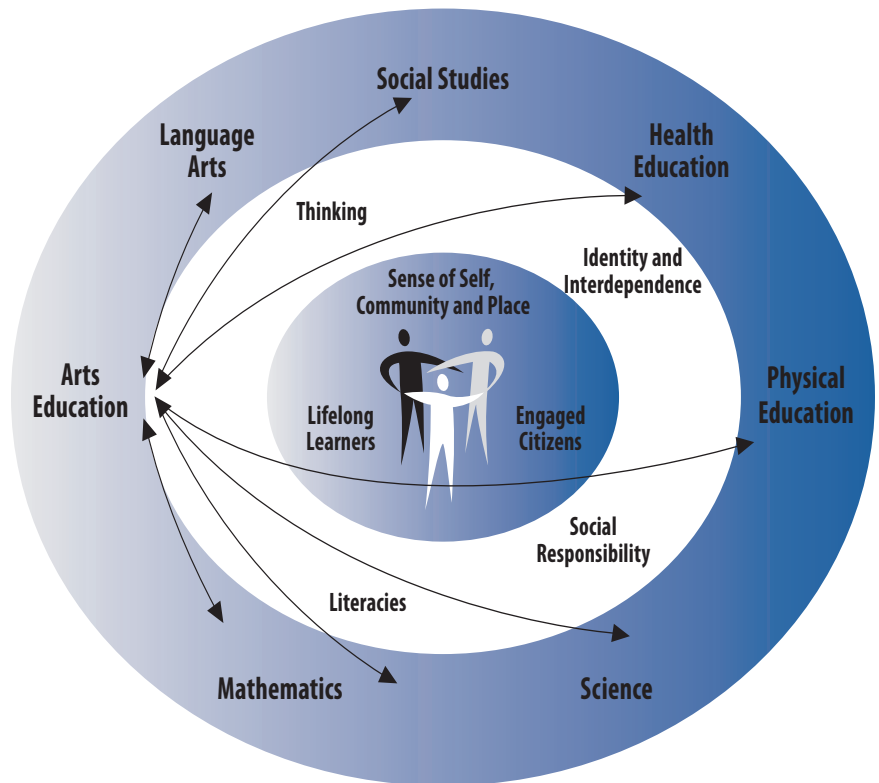 Social Studies
Language
Arts
Health
Education
Thinking
Identity and
Interdependence
Sense of Self,
Community and Place
Arts
Education
Physical
Education
Lifelong
Learners
Engaged
Citizens
Social
Responsibility
Literacies
Mathematics
Science